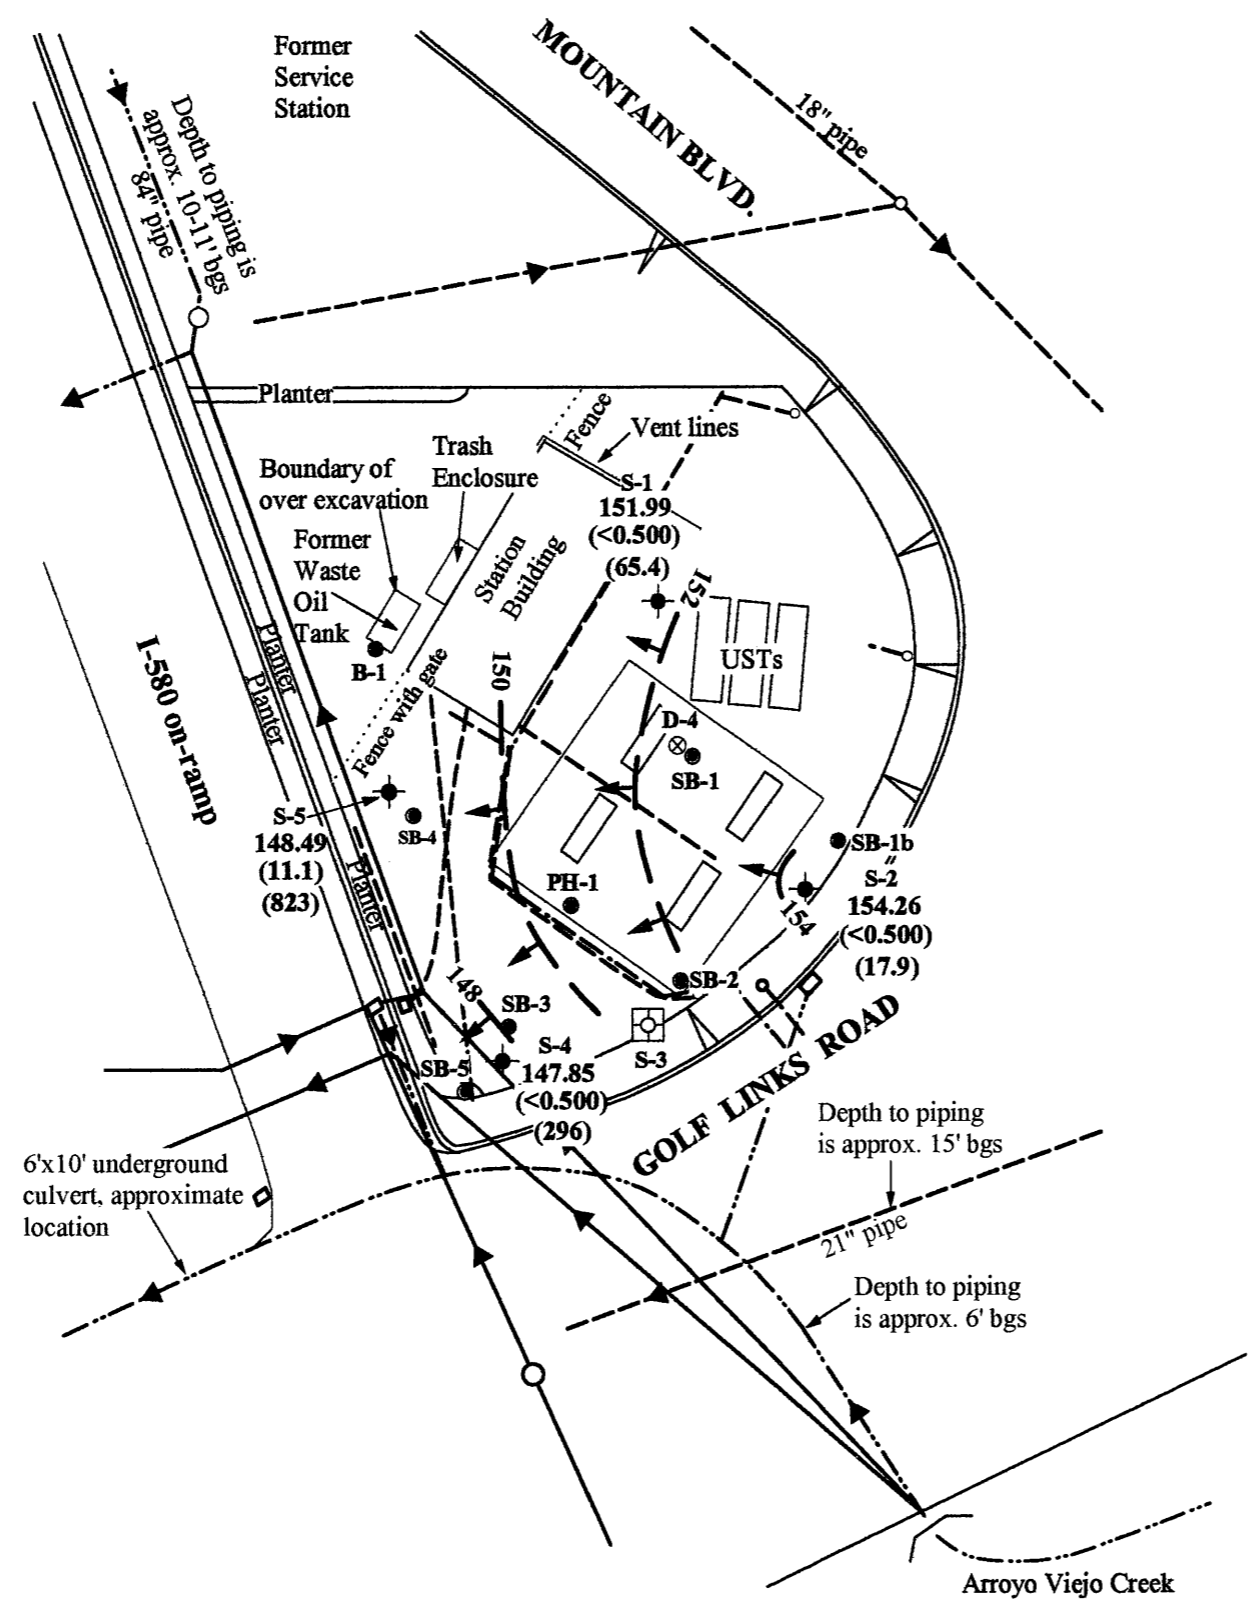 Former
Service
Station
MOUNTAIN BLVD.
18" pipe
Depth to piping is
approx. 10-11' bgs
84" pipe
Planter
Fence
Vent lines
Trash
Enclosure
Boundary of
over excavation
Former
Waste
Oil
Tank
Station
Building
S-1
151.99
(<0.500)
(65.4)
152
USTs
B-1
Planter
Planter
I-580 on-ramp
Fence with gate
150
D-4
SB-1
S-5
148.49
(11.1)
(823)
SB-4
SB-1b
S-2
154.26
(<0.500)
(17.9)
154
PH-1
Planter
148
SB-2
SB-3
S-3
S-4
147.85
(<0.500)
(296)
SB-5
GOLF LINKS ROAD
Depth to piping
is approx. 15' bgs
21" pipe
6'x10' underground
culvert, approximate
location
Depth to piping
is approx. 6' bgs
Arroyo Viejo Creek